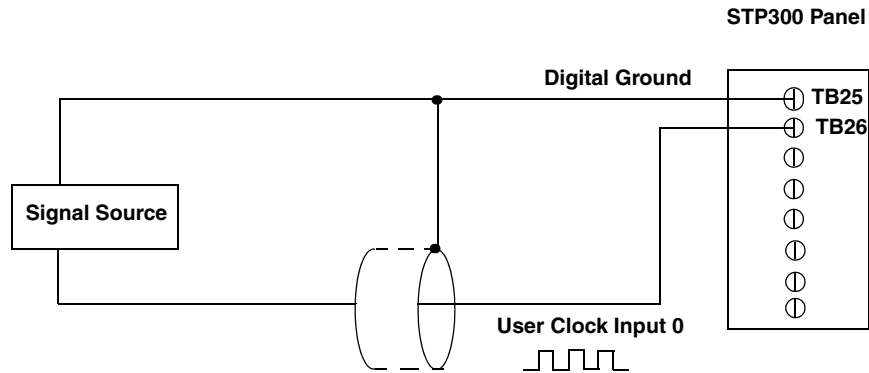 STP300 Panel
Digital Ground
TB25
TB26
Signal Source
User Clock Input 0